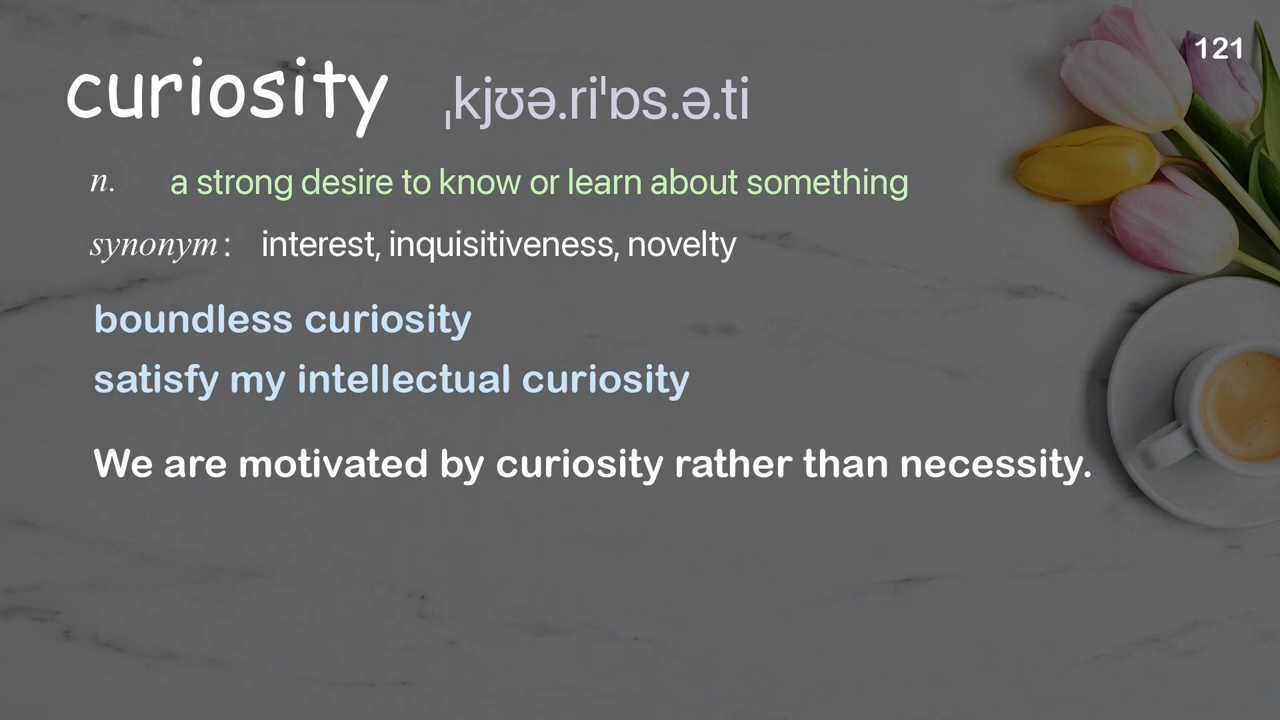 121
curiosity ˌkjʊə.riˈɒs.ə.ti
n. a strong desire to know or learn about something
synonym: interest, inquisitiveness, novelty
boundless curiosity
satisfy my intellectual curiosity
We are motivated by curiosity rather than necessity.